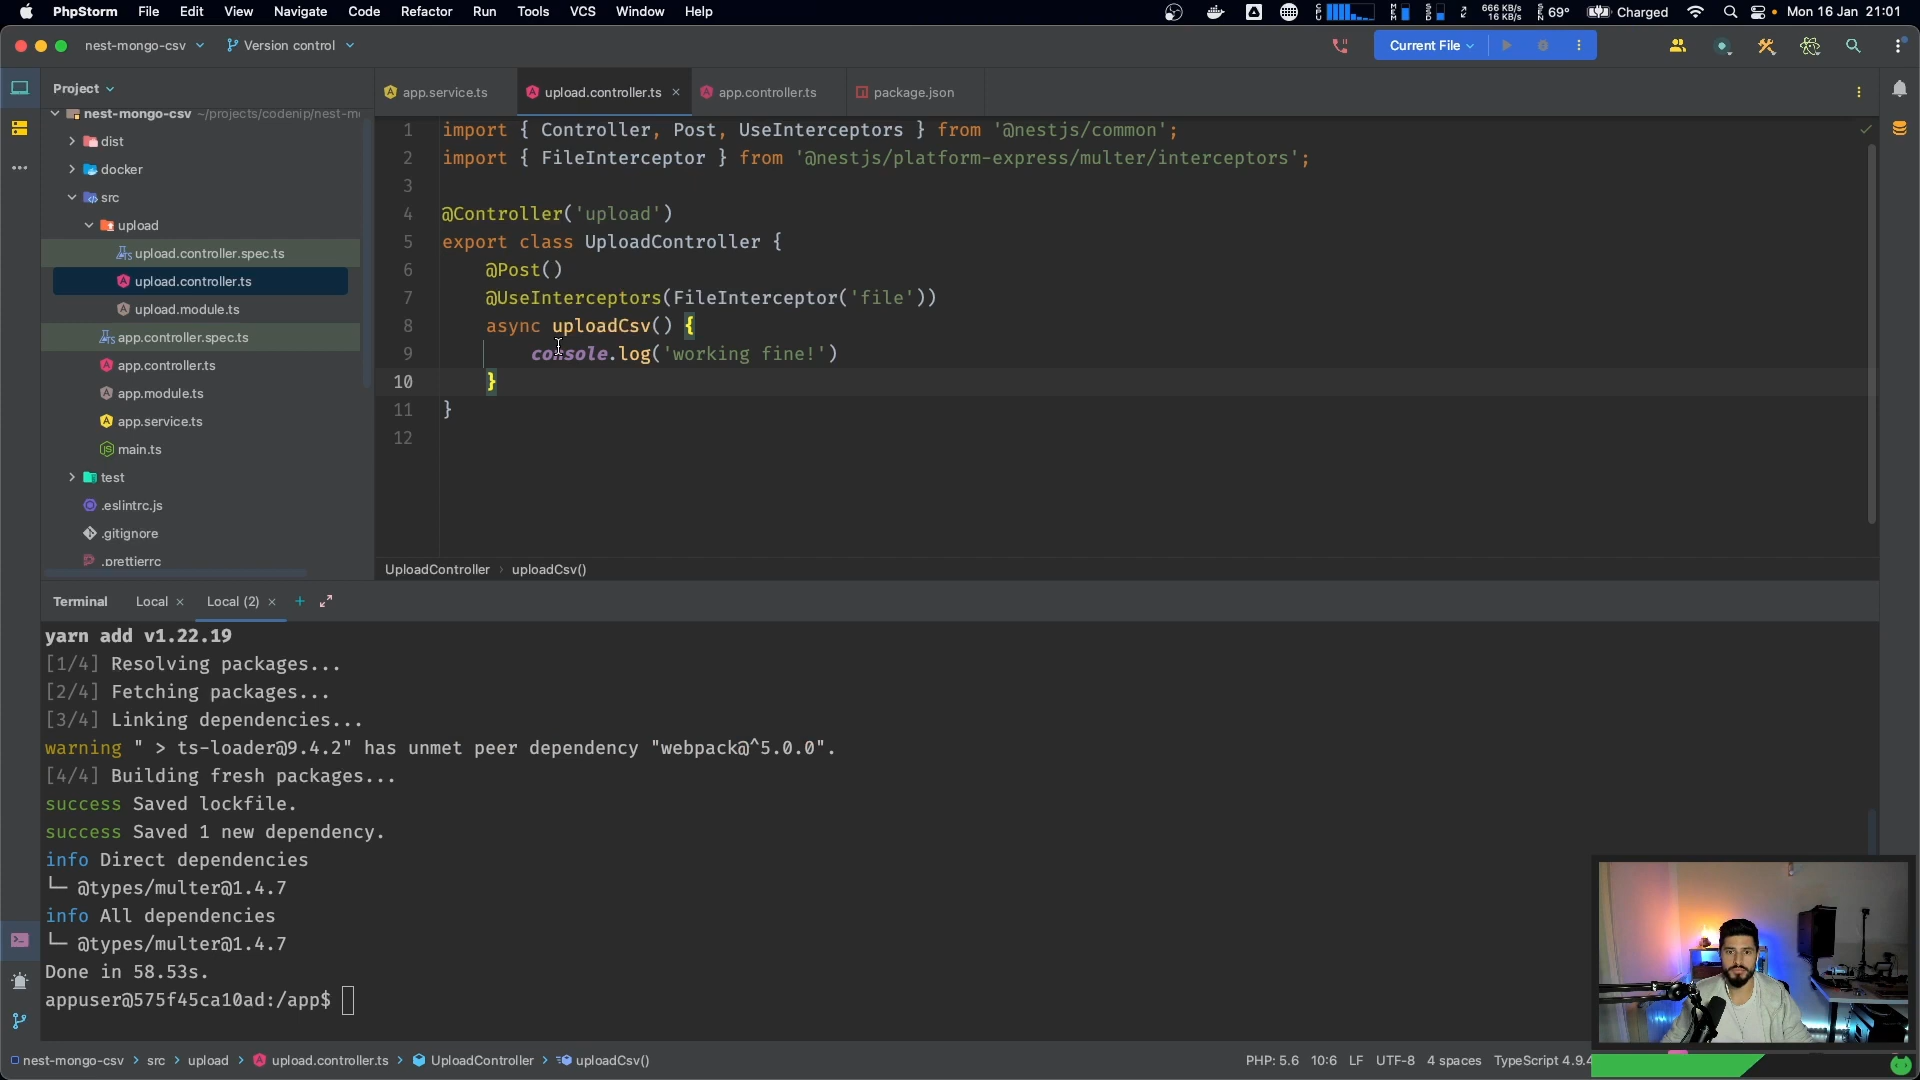 PhpStorm File Edit View Navigate Code Refactor Run Tools VCS Window Help
666 KB/s
16 KB/s
69° Charged Mon 16 Jan 21:01
nest-mongo-csv Version control Current File
Project app.service.ts upload.controller.ts app.controller.ts package.json
nest-mongo-csv ~/projects/codenip/nest-m
dist
docker
src
upload
upload.controller.spec.ts
upload.controller.ts
upload.module.ts
app.controller.spec.ts
app.controller.ts
app.module.ts
app.service.ts
main.ts
test
.eslintrc.js
.gitignore
.prettierrc
1 import { Controller, Post, UseInterceptors } from '@nestjs/common';
2 import { FileInterceptor } from '@nestjs/platform-express/multer/interceptors';
3
4 @Controller('upload')
5 export class UploadController {
6 @Post()
7 @UseInterceptors(FileInterceptor('file'))
8 async uploadCsv() {
9 console.log('working fine!')
10 }
11 }
12
UploadController › uploadCsv()
Terminal Local × Local (2) × +
yarn add v1.22.19
[1/4] Resolving packages...
[2/4] Fetching packages...
[3/4] Linking dependencies...
warning " > ts-loader@9.4.2" has unmet peer dependency "webpack@^5.0.0".
[4/4] Building fresh packages...
success Saved lockfile.
success Saved 1 new dependency.
info Direct dependencies
└─ @types/multer@1.4.7
info All dependencies
└─ @types/multer@1.4.7
Done in 58.53s.
appuser@575f45ca10ad:/app$
nest-mongo-csv › src › upload › upload.controller.ts › UploadController › uploadCsv() PHP: 5.6 10:6 LF UTF-8 4 spaces TypeScript 4.9.4